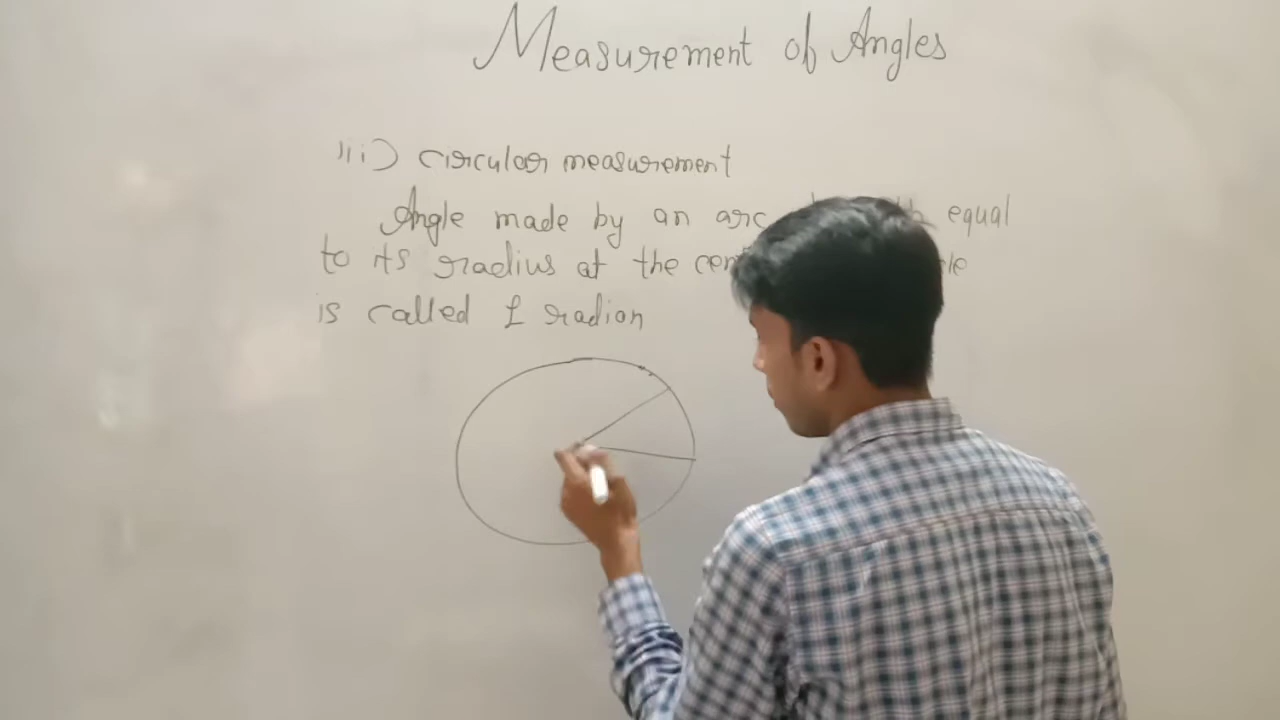 Measurement of Angles
iii) circular measurement
Angle made by an arc equal
to its radius at the
is called 1 radian